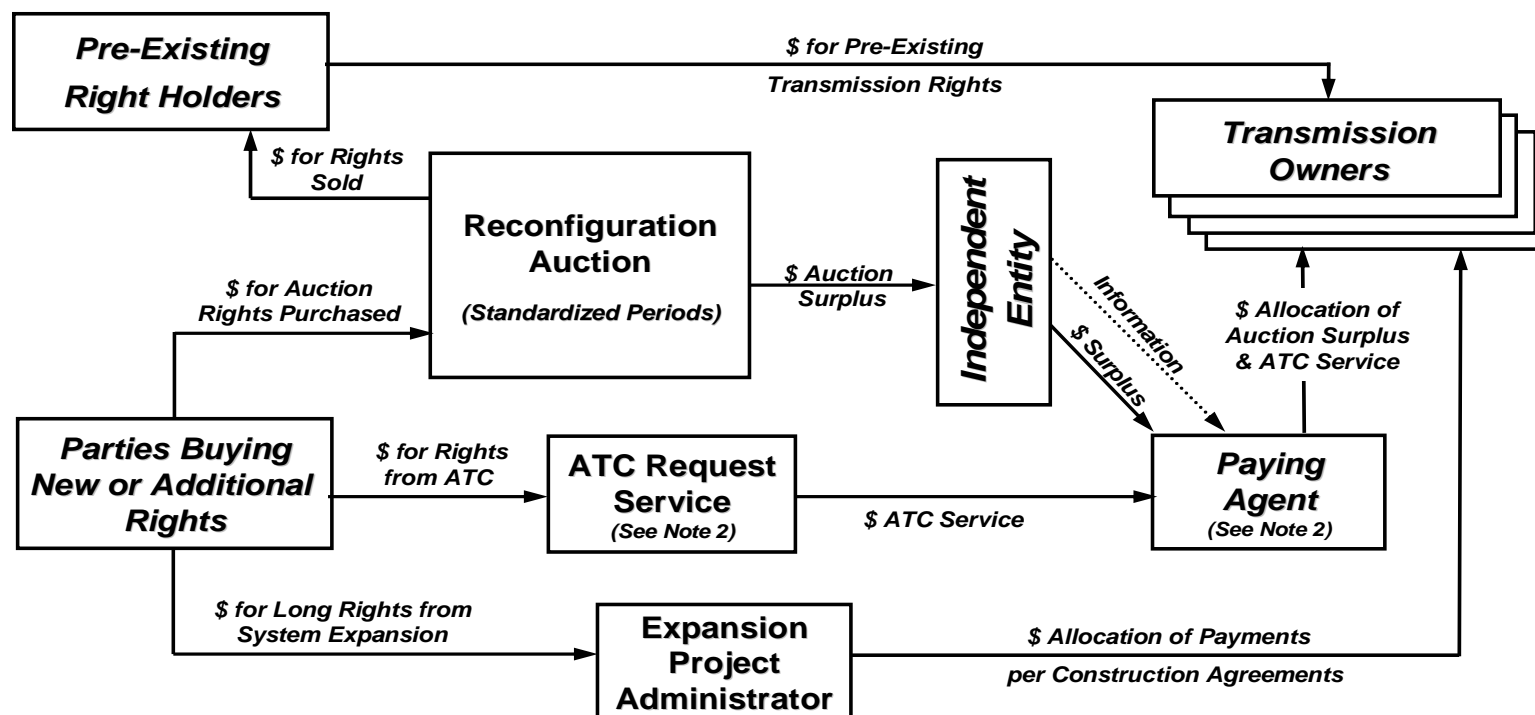 Pre-Existing
Right Holders
$ for Pre-Existing
Transmission Rights
Transmission
Owners
$ for Rights
Sold
Reconfiguration
Auction
(Standardized Periods)
$ Auction
Surplus
Independent
Entity
Information
$ Surplus
$ Allocation of
Auction Surplus
& ATC Service
$ for Auction
Rights Purchased
Parties Buying
New or Additional
Rights
$ for Rights
from ATC
ATC Request
Service
(See Note 2)
$ ATC Service
Paying
Agent
(See Note 2)
$ for Long Rights from
System Expansion
Expansion
Project
Administrator
$ Allocation of Payments
per Construction Agreements